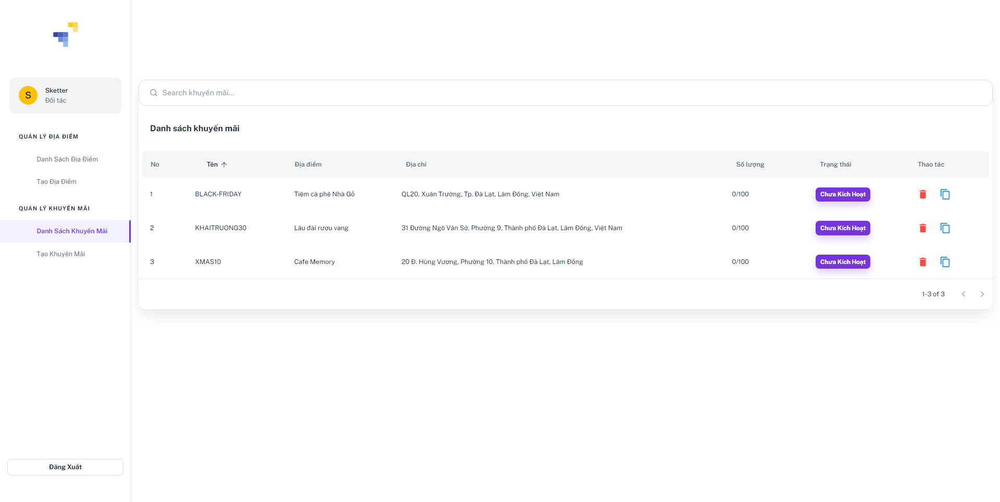 S
Sketter
Đối tác
QUẢN LÝ ĐỊA ĐIỂM
Danh Sách Địa Điểm
Tạo Địa Điểm
QUẢN LÝ KHUYẾN MÃI
Danh Sách Khuyến Mãi
Tạo Khuyến Mãi
Đăng Xuất
Search khuyến mãi...
Danh sách khuyến mãi
No Tên Địa điểm Địa chỉ Số lượng Trạng thái Thao tác
1 BLACK-FRIDAY Tiệm cà phê Nhà Gỗ QL20, Xuân Trường, Tp. Đà Lạt, Lâm Đồng, Việt Nam 0/100 Chưa Kích Hoạt
2 KHAITRUONG30 Lâu đài rượu vang 31 Đường Ngô Văn Sở, Phường 9, Thành phố Đà Lạt, Lâm Đồng, Việt Nam 0/100 Chưa Kích Hoạt
3 XMAS10 Cafe Memory 20 Đ. Hùng Vương, Phường 10, Thành phố Đà Lạt, Lâm Đồng 0/100 Chưa Kích Hoạt
1-3 of 3